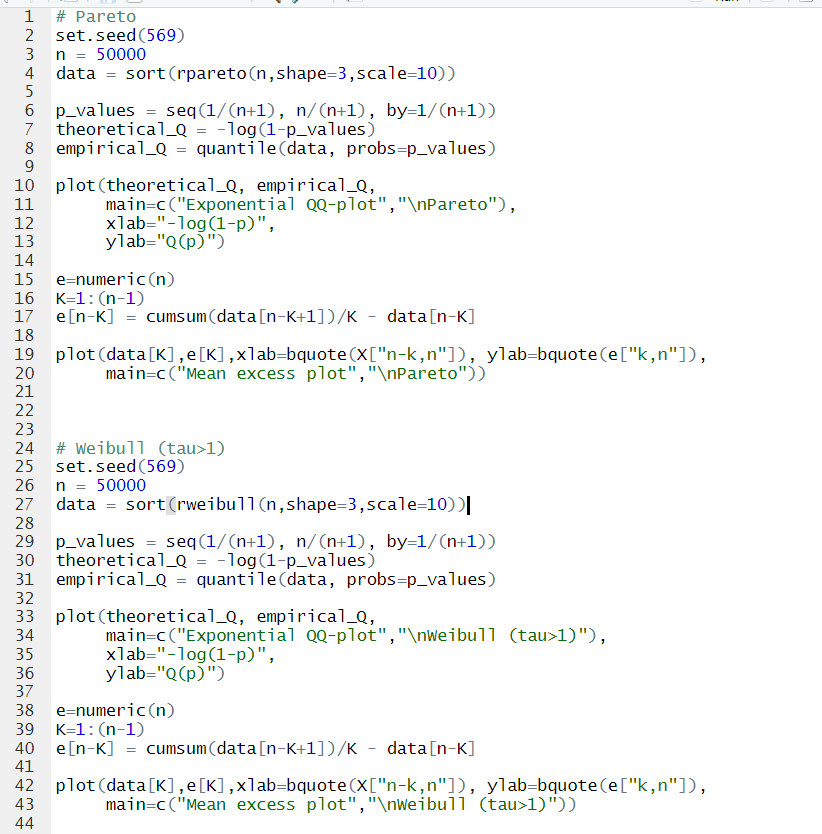 1 # Pareto
2 set.seed(569)
3 n = 50000
4 data = sort(rpareto(n,shape=3,scale=10))
5
6 p_values = seq(1/(n+1), n/(n+1), by=1/(n+1))
7 theoretical_Q = -log(1-p_values)
8 empirical_Q = quantile(data, probs=p_values)
9
10 plot(theoretical_Q, empirical_Q,
11 main=c("Exponential QQ-plot","\nPareto"),
12 xlab="-log(1-p)",
13 ylab="Q(p)")
14
15 e=numeric(n)
16 K=1:(n-1)
17 e[n-K] = cumsum(data[n-K+1])/K - data[n-K]
18
19 plot(data[K],e[K],xlab=bquote(X["n-k,n"]), ylab=bquote(e["k,n"]),
20 main=c("Mean excess plot","\nPareto"))
21
22
23
24 # Weibull (tau>1)
25 set.seed(569)
26 n = 50000
27 data = sort(rweibull(n,shape=3,scale=10))
28
29 p_values = seq(1/(n+1), n/(n+1), by=1/(n+1))
30 theoretical_Q = -log(1-p_values)
31 empirical_Q = quantile(data, probs=p_values)
32
33 plot(theoretical_Q, empirical_Q,
34 main=c("Exponential QQ-plot","\nWeibull (tau>1)"),
35 xlab="-log(1-p)",
36 ylab="Q(p)")
37
38 e=numeric(n)
39 K=1:(n-1)
40 e[n-K] = cumsum(data[n-K+1])/K - data[n-K]
41
42 plot(data[K],e[K],xlab=bquote(X["n-k,n"]), ylab=bquote(e["k,n"]),
43 main=c("Mean excess plot","\nWeibull (tau>1)"))
44